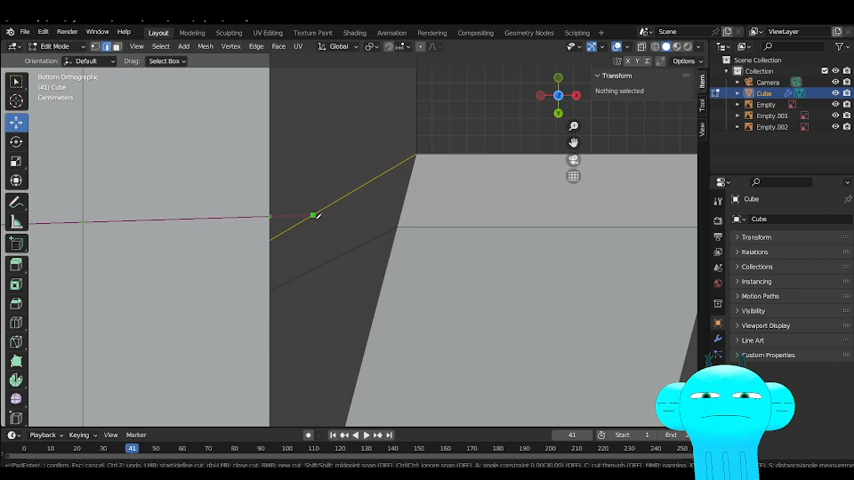 File Edit Render Window Help Layout Modeling Sculpting UV Editing Texture Paint Shading Animation Rendering Compositing Geometry Nodes Scripting + Scene ViewLayer
Edit Mode View Select Add Mesh Vertex Edge Face UV Global
Orientation: Default Drag: Select Box X Y Z Options
Bottom Orthographic
(41) Cube
Centimeters
Transform
Nothing selected
Item
Tool
View
X
Z
Y
Scene Collection
Collection
Camera
Cube
Empty
Empty.001
Empty.002
Cube
Cube
Transform
Relations
Collections
Instancing
Motion Paths
Visibility
Viewport Display
Line Art
Custom Properties
Playback Keying View Marker 41 Start 1 End
0 10 20 30 41 50 60 70 80 90 100 110 120 130 140 150 160 170 180 190 200 210 220